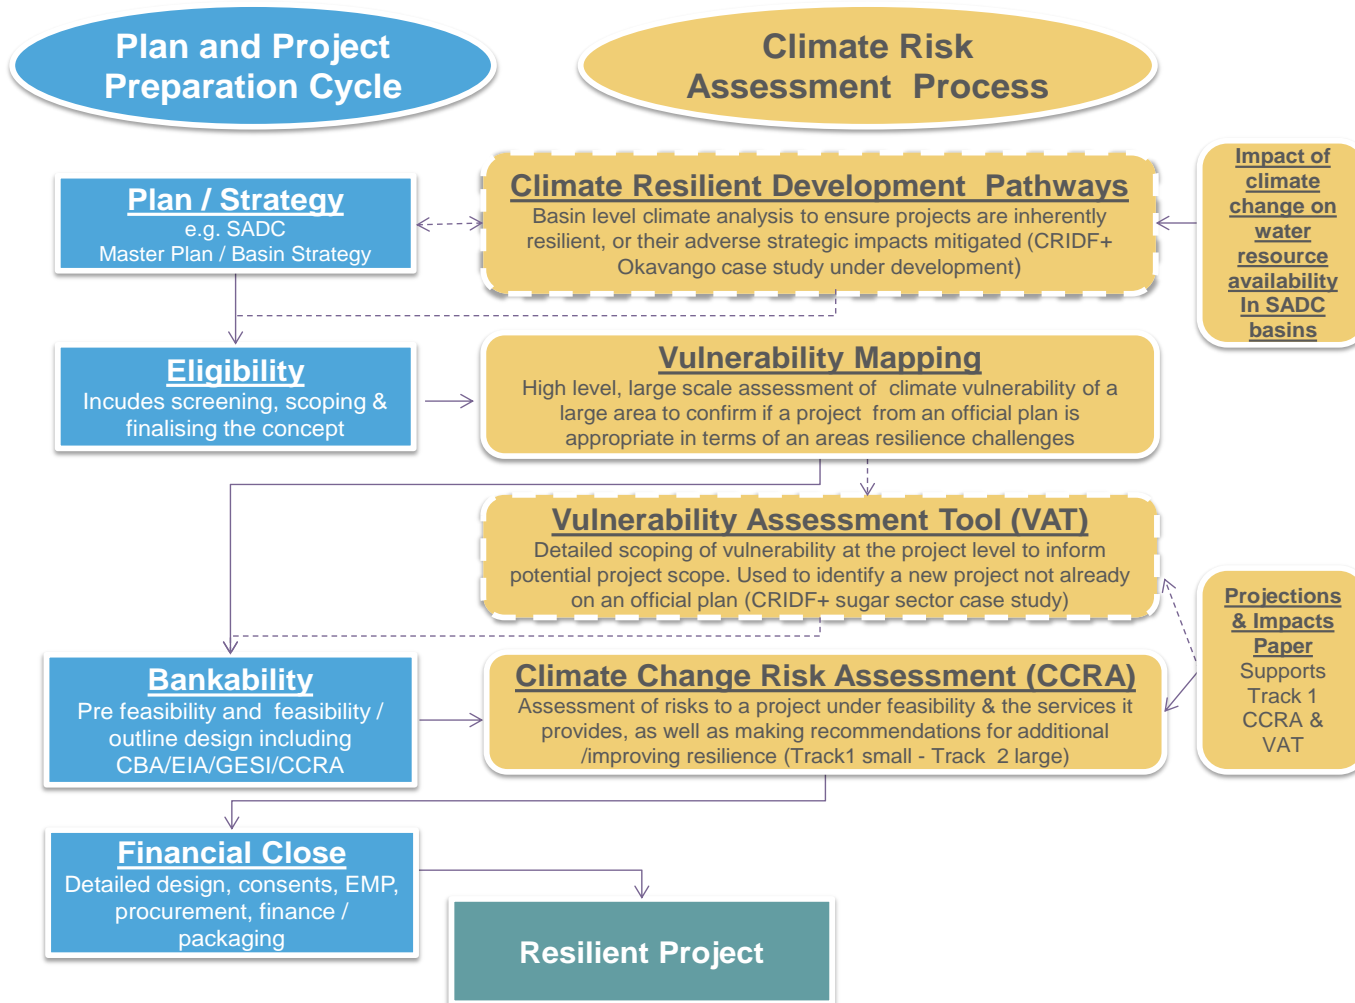 Plan and Project
Preparation Cycle
Climate Risk
Assessment Process
Plan / Strategy
e.g. SADC
Master Plan / Basin Strategy
Climate Resilient Development Pathways
Basin level climate analysis to ensure projects are inherently
resilient, or their adverse strategic impacts mitigated (CRIDF+
Okavango case study under development)
Impact of
climate
change on
water
resource
availability
In SADC
basins
Eligibility
Incudes screening, scoping &
finalising the concept
Vulnerability Mapping
High level, large scale assessment of climate vulnerability of a
large area to confirm if a project from an official plan is
appropriate in terms of an areas resilience challenges
Vulnerability Assessment Tool (VAT)
Detailed scoping of vulnerability at the project level to inform
potential project scope. Used to identify a new project not already
on an official plan (CRIDF+ sugar sector case study)
Projections
& Impacts
Paper
Supports
Track 1
CCRA &
VAT
Bankability
Pre feasibility and feasibility /
outline design including
CBA/EIA/GESI/CCRA
Climate Change Risk Assessment (CCRA)
Assessment of risks to a project under feasibility & the services it
provides, as well as making recommendations for additional
/improving resilience (Track1 small - Track 2 large)
Financial Close
Detailed design, consents, EMP,
procurement, finance /
packaging
Resilient Project